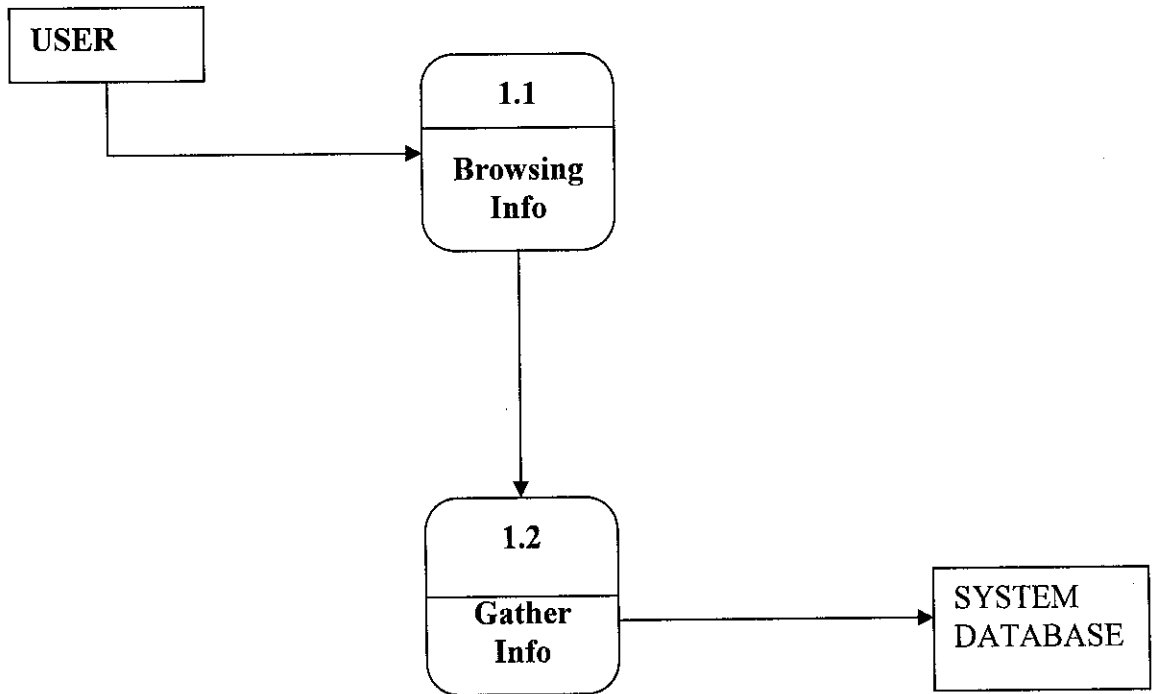 USER
1.1
Browsing
Info
1.2
Gather
Info
SYSTEM
DATABASE